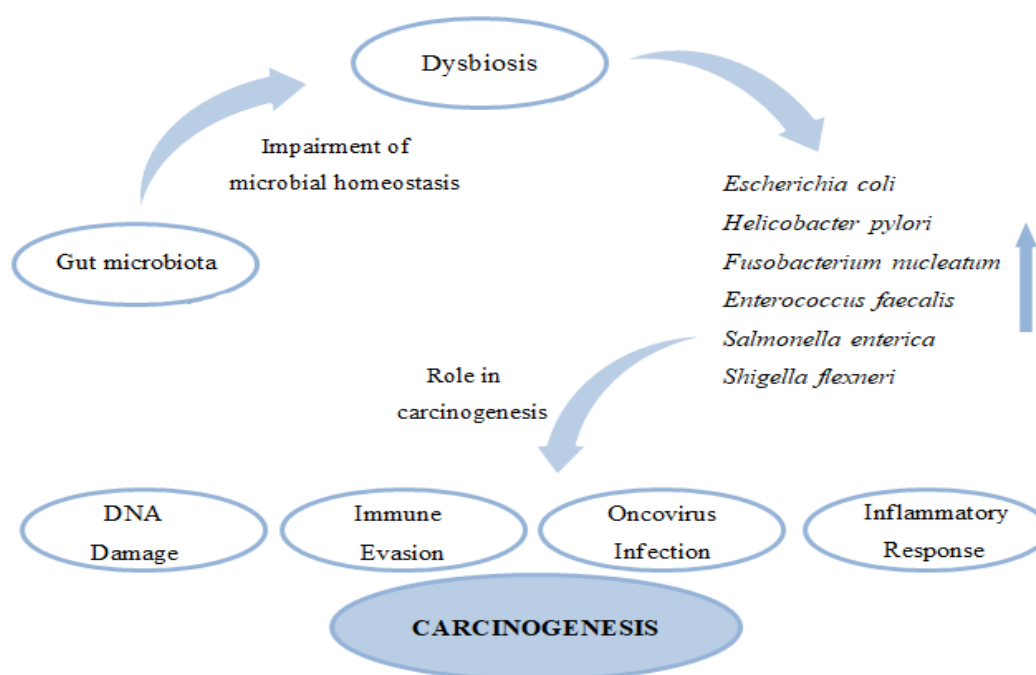 Dysbiosis
Impairment of
microbial homeostasis
Gut microbiota
Escherichia coli
Helicobacter pylori
Fusobacterium nucleatum
Enterococcus faecalis
Salmonella enterica
Shigella flexneri
Role in
carcinogenesis
DNA
Damage
Immune
Evasion
Oncovirus
Infection
Inflammatory
Response
CARCINOGENESIS